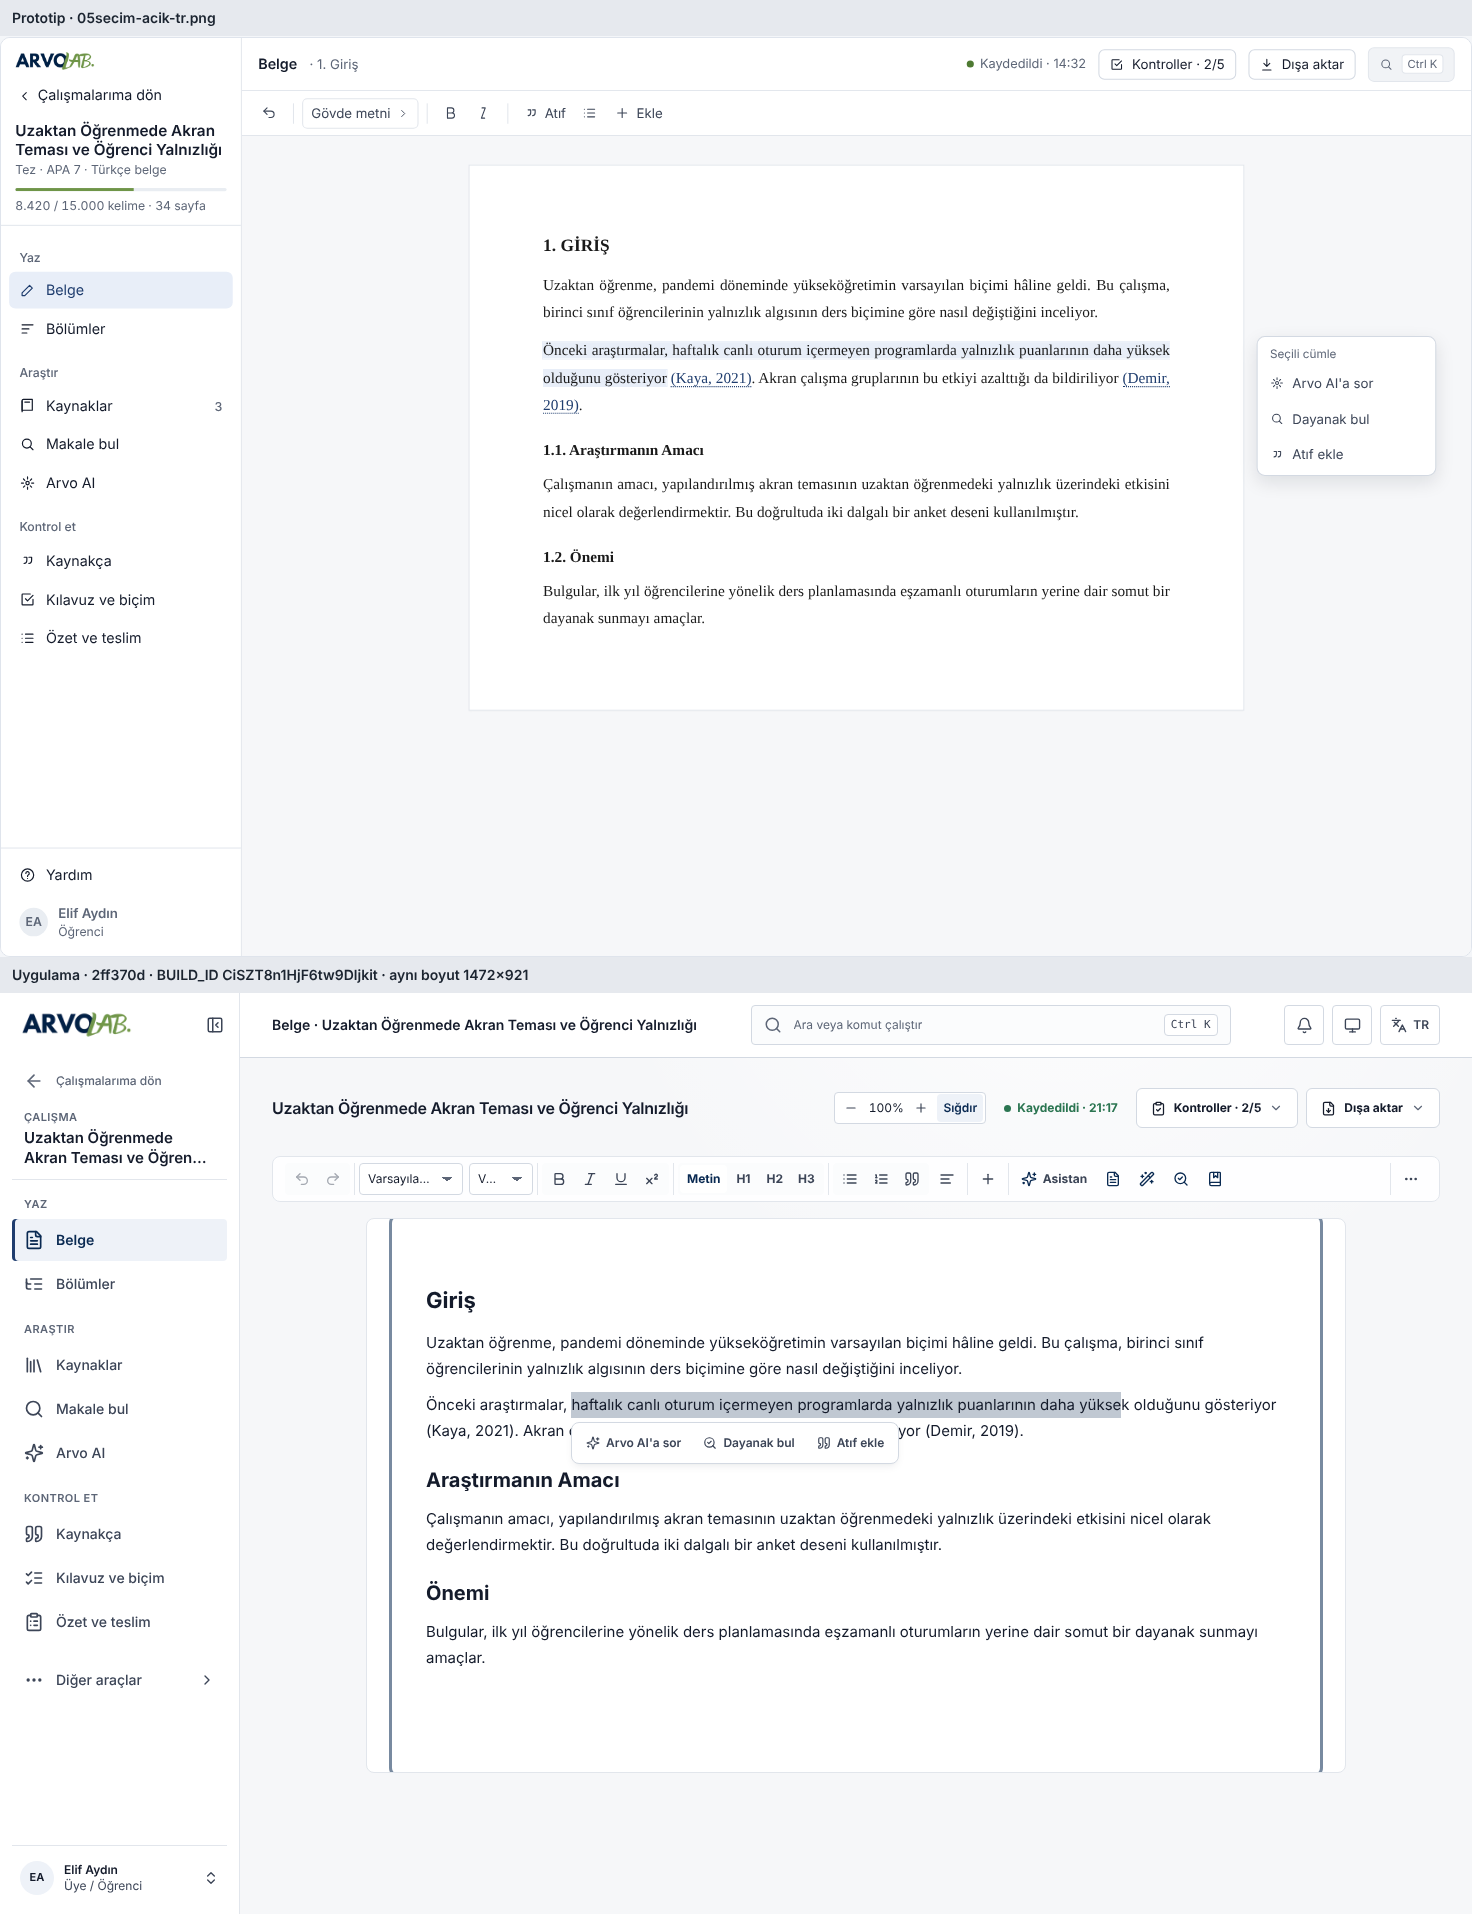 Prototip · 05secim-acik-tr.png
ARVOLAB.
Çalışmalarıma dön
Uzaktan Öğrenmede Akran
Teması ve Öğrenci Yalnızlığı
Tez · APA 7 · Türkçe belge
8.420 / 15.000 kelime · 34 sayfa
Yaz
Belge
Bölümler
Araştır
Kaynaklar 3
Makale bul
Arvo AI
Kontrol et
Kaynakça
Kılavuz ve biçim
Özet ve teslim
Yardım
EA
Elif Aydın
Öğrenci
Belge · 1. Giriş
Kaydedildi · 14:32
Kontroller · 2/5
Dışa aktar
Ctrl K
Gövde metni
B I
Atıf
Ekle
1. GİRİŞ
Uzaktan öğrenme, pandemi döneminde yükseköğretimin varsayılan biçimi hâline geldi. Bu çalışma,
birinci sınıf öğrencilerinin yalnızlık algısının ders biçimine göre nasıl değiştiğini inceliyor.
Önceki araştırmalar, haftalık canlı oturum içermeyen programlarda yalnızlık puanlarının daha yüksek
olduğunu gösteriyor (Kaya, 2021). Akran çalışma gruplarının bu etkiyi azalttığı da bildiriliyor (Demir,
2019).
1.1. Araştırmanın Amacı
Çalışmanın amacı, yapılandırılmış akran temasının uzaktan öğrenmedeki yalnızlık üzerindeki etkisini
nicel olarak değerlendirmektir. Bu doğrultuda iki dalgalı bir anket deseni kullanılmıştır.
1.2. Önemi
Bulgular, ilk yıl öğrencilerine yönelik ders planlamasında eşzamanlı oturumların yerine dair somut bir
dayanak sunmayı amaçlar.
Seçili cümle
Arvo AI'a sor
Dayanak bul
Atıf ekle
Uygulama · 2ff370d · BUILD_ID CiSZT8n1HjF6tw9Dljkit · aynı boyut 1472×921
ARVOLAB.
Çalışmalarıma dön
ÇALIŞMA
Uzaktan Öğrenmede
Akran Teması ve Öğren...
YAZ
Belge
Bölümler
ARAŞTIR
Kaynaklar
Makale bul
Arvo AI
KONTROL ET
Kaynakça
Kılavuz ve biçim
Özet ve teslim
Diğer araçlar
EA
Elif Aydın
Üye / Öğrenci
Belge · Uzaktan Öğrenmede Akran Teması ve Öğrenci Yalnızlığı
Ara veya komut çalıştır Ctrl K
TR
Uzaktan Öğrenmede Akran Teması ve Öğrenci Yalnızlığı
− 100% + Sığdır
Kaydedildi · 21:17
Kontroller · 2/5
Dışa aktar
Varsayıla... V... B I U x² Metin H1 H2 H3 + Asistan
Giriş
Uzaktan öğrenme, pandemi döneminde yükseköğretimin varsayılan biçimi hâline geldi. Bu çalışma, birinci sınıf
öğrencilerinin yalnızlık algısının ders biçimine göre nasıl değiştiğini inceliyor.
Önceki araştırmalar, haftalık canlı oturum içermeyen programlarda yalnızlık puanlarının daha yüksek olduğunu gösteriyor
(Kaya, 2021). Akran yor (Demir, 2019).
Arvo AI'a sor Dayanak bul Atıf ekle
Araştırmanın Amacı
Çalışmanın amacı, yapılandırılmış akran temasının uzaktan öğrenmedeki yalnızlık üzerindeki etkisini nicel olarak
değerlendirmektir. Bu doğrultuda iki dalgalı bir anket deseni kullanılmıştır.
Önemi
Bulgular, ilk yıl öğrencilerine yönelik ders planlamasında eşzamanlı oturumların yerine dair somut bir dayanak sunmayı
amaçlar.